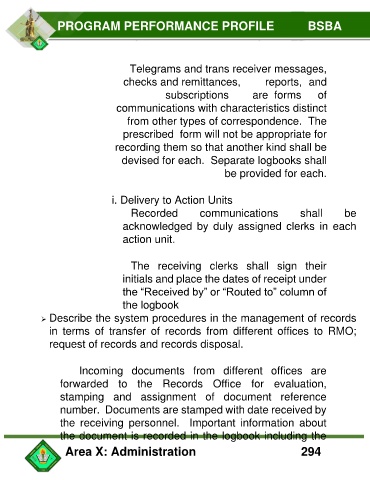 PROGRAM PERFORMANCE PROFILE BSBA
Telegrams and trans receiver messages,
checks and remittances, reports, and
subscriptions are forms of
communications with characteristics distinct
from other types of correspondence. The
prescribed form will not be appropriate for
recording them so that another kind shall be
devised for each. Separate logbooks shall
be provided for each.
i. Delivery to Action Units
Recorded communications shall be
acknowledged by duly assigned clerks in each
action unit.
The receiving clerks shall sign their
initials and place the dates of receipt under
the “Received by” or “Routed to” column of
the logbook
➢ Describe the system procedures in the management of records
in terms of transfer of records from different offices to RMO;
request of records and records disposal.
Incoming documents from different offices are
forwarded to the Records Office for evaluation,
stamping and assignment of document reference
number. Documents are stamped with date received by
the receiving personnel. Important information about
the document is recorded in the logbook including the
Area X: Administration 294